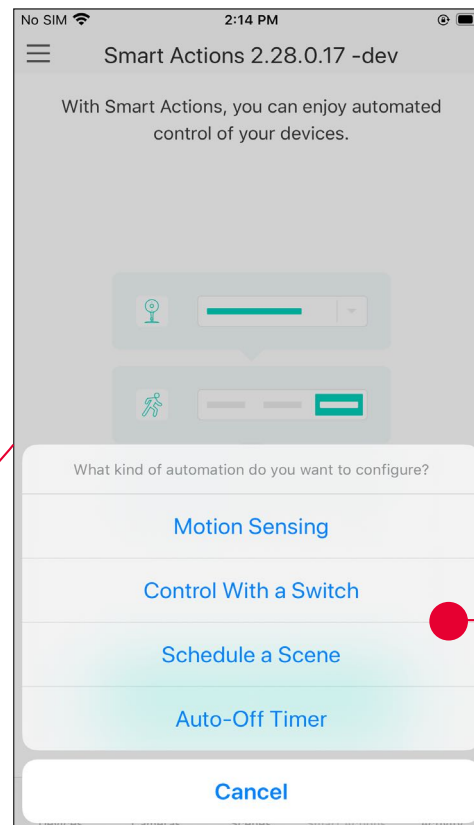 No SIM 2:14 PM
Smart Actions 2.28.0.17 -dev
With Smart Actions, you can enjoy automated
control of your devices.
What kind of automation do you want to configure?
Motion Sensing
Control With a Switch
Schedule a Scene
Auto-Off Timer
Cancel